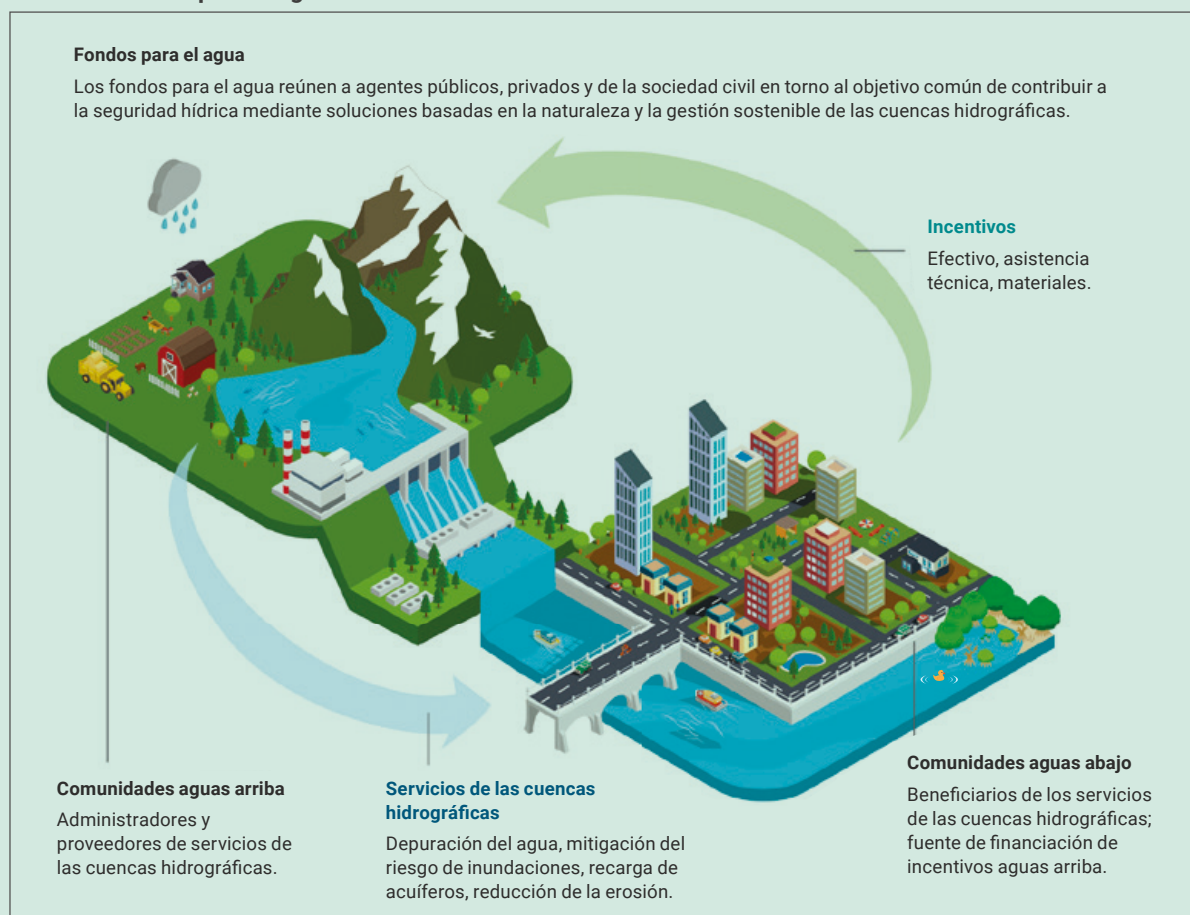 Fondos para el agua
Los fondos para el agua reúnen a agentes públicos, privados y de la sociedad civil en torno al objetivo común de contribuir a
la seguridad hídrica mediante soluciones basadas en la naturaleza y la gestión sostenible de las cuencas hidrográficas.
Incentivos
Efectivo, asistencia
técnica, materiales.
Comunidades aguas arriba
Administradores y
proveedores de servicios de
las cuencas hidrográficas.
Servicios de las cuencas
hidrográficas
Depuración del agua, mitigación del
riesgo de inundaciones, recarga de
acuíferos, reducción de la erosión.
Comunidades aguas abajo
Beneficiarios de los servicios
de las cuencas hidrográficas;
fuente de financiación de
incentivos aguas arriba.